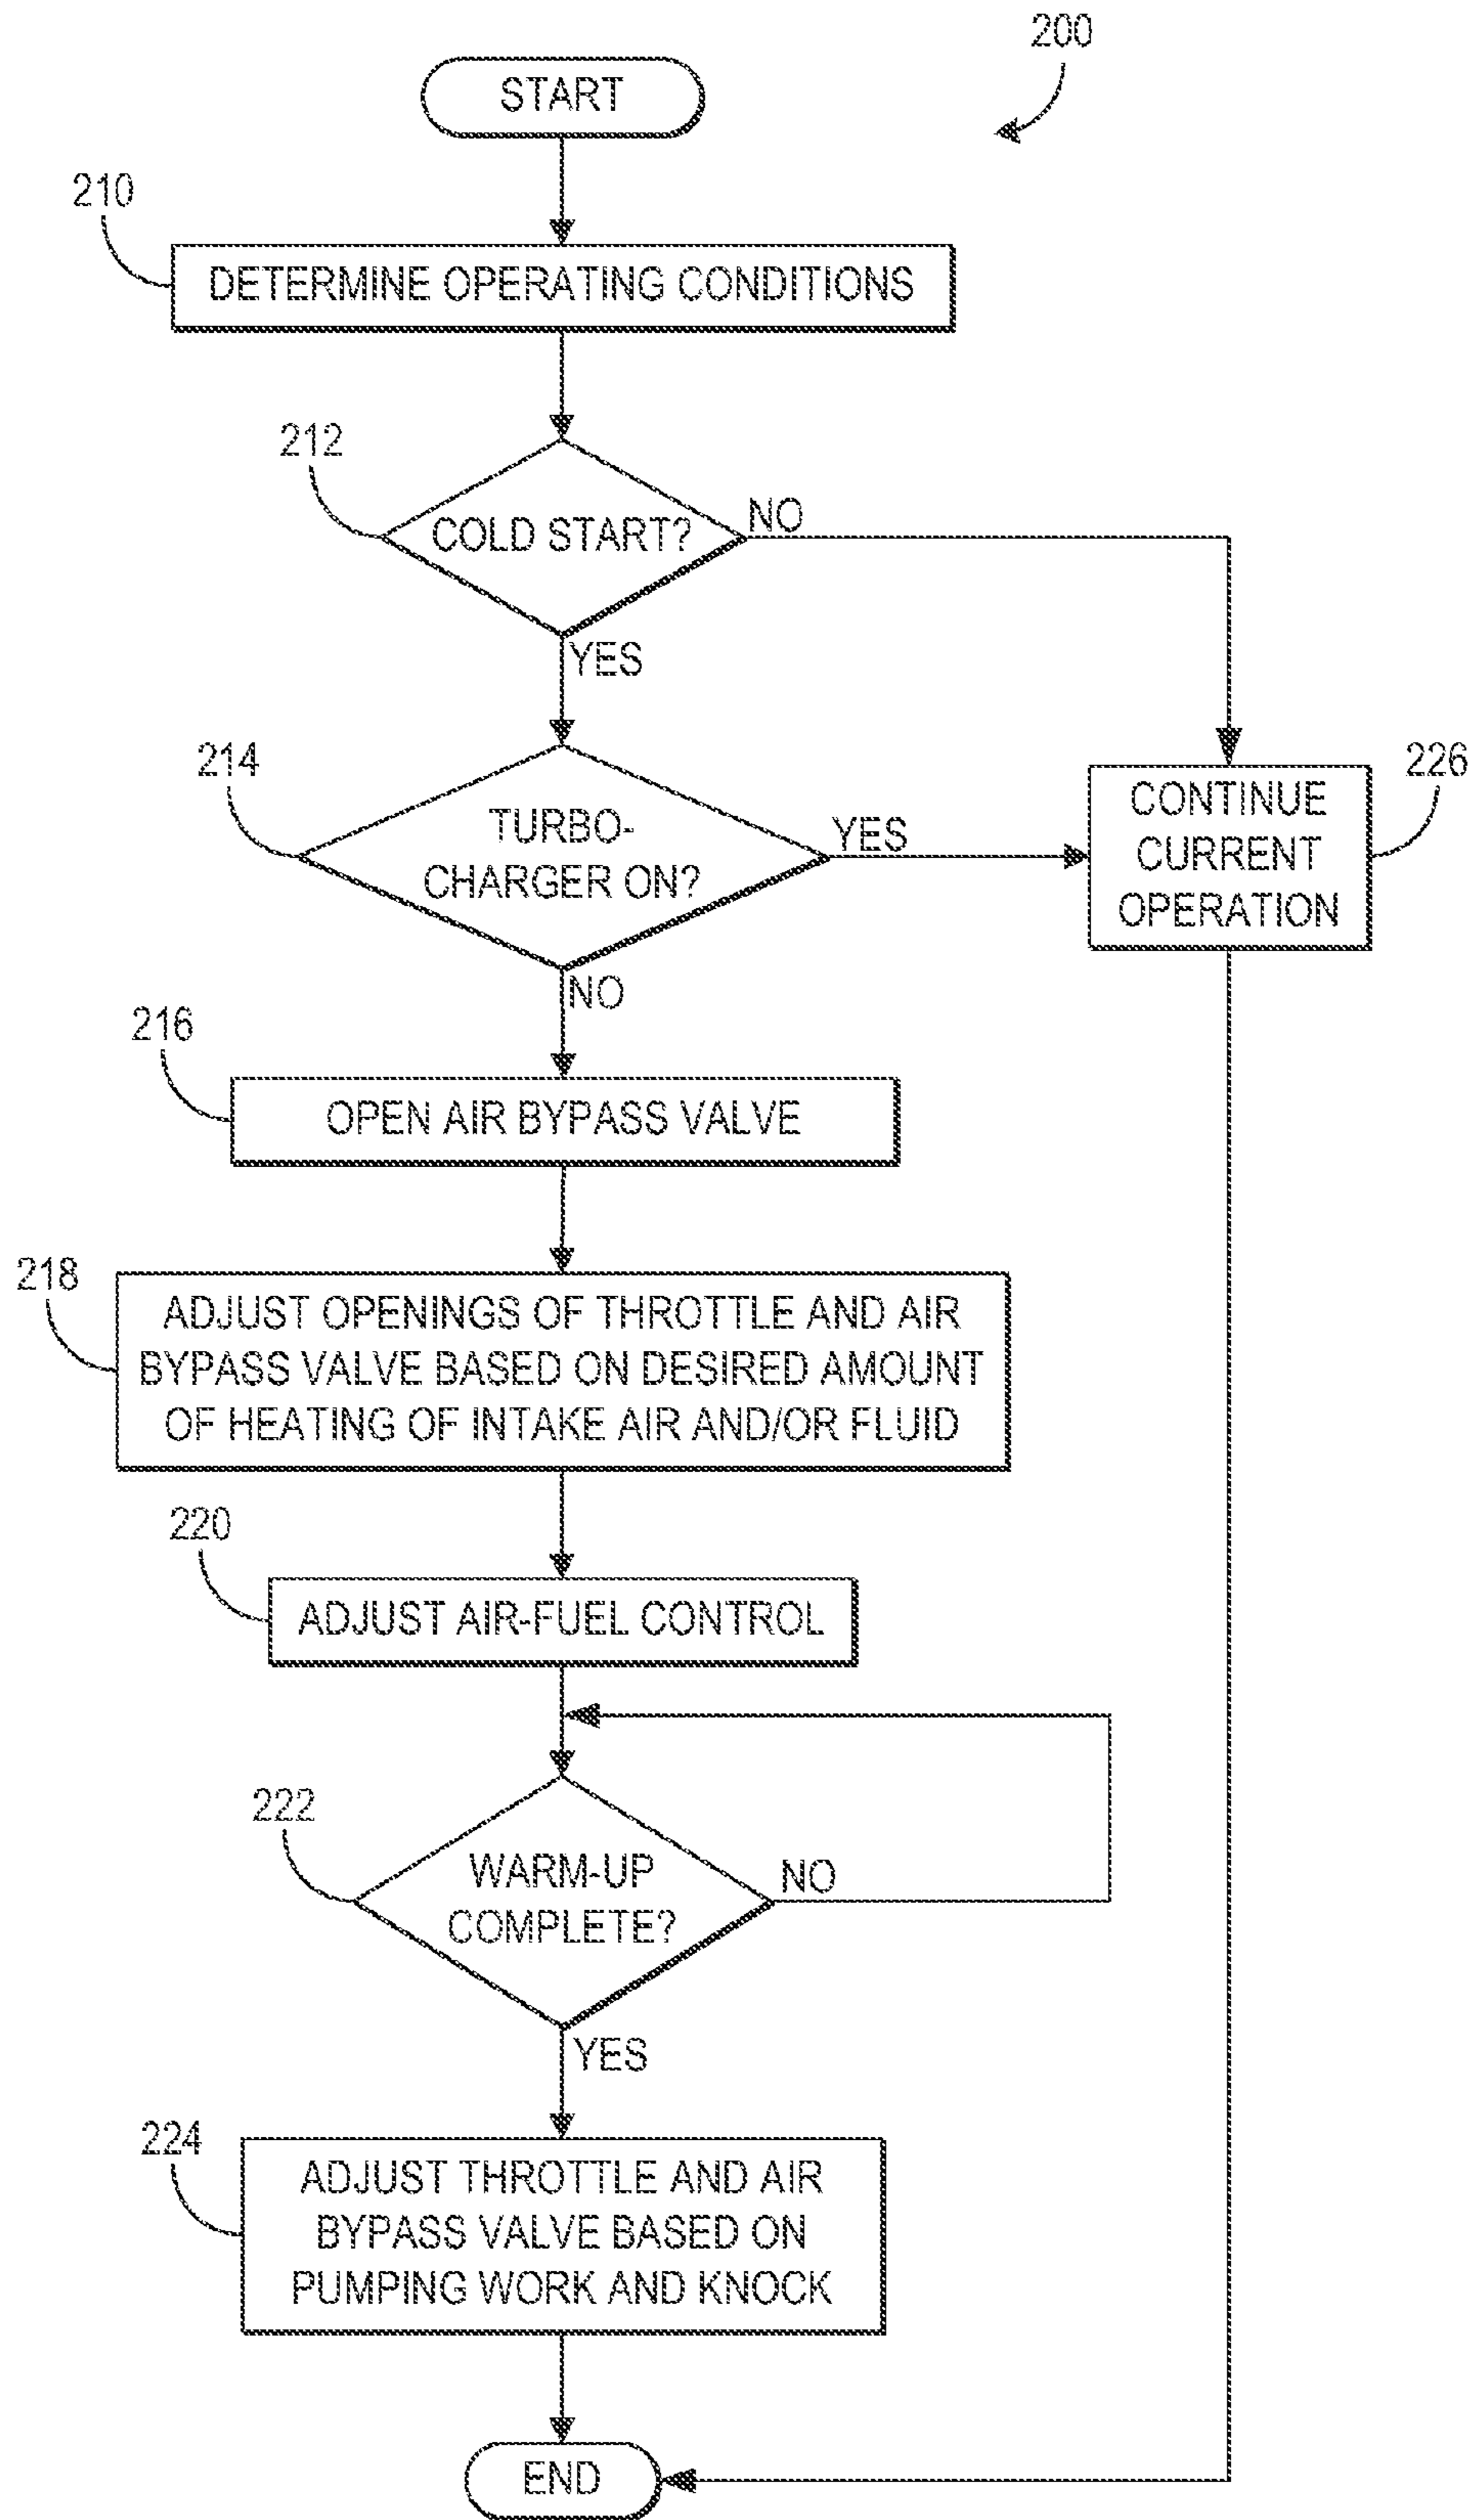 200
START
210
DETERMINE OPERATING CONDITIONS
212
COLD START?
NO
YES
214
TURBO-
CHARGER ON?
YES
NO
226
CONTINUE
CURRENT
OPERATION
216
OPEN AIR BYPASS VALVE
218
ADJUST OPENINGS OF THROTTLE AND AIR
BYPASS VALVE BASED ON DESIRED AMOUNT
OF HEATING OF INTAKE AIR AND/OR FLUID
220
ADJUST AIR-FUEL CONTROL
222
WARM-UP
COMPLETE?
NO
YES
224
ADJUST THROTTLE AND AIR
BYPASS VALVE BASED ON
PUMPING WORK AND KNOCK
END